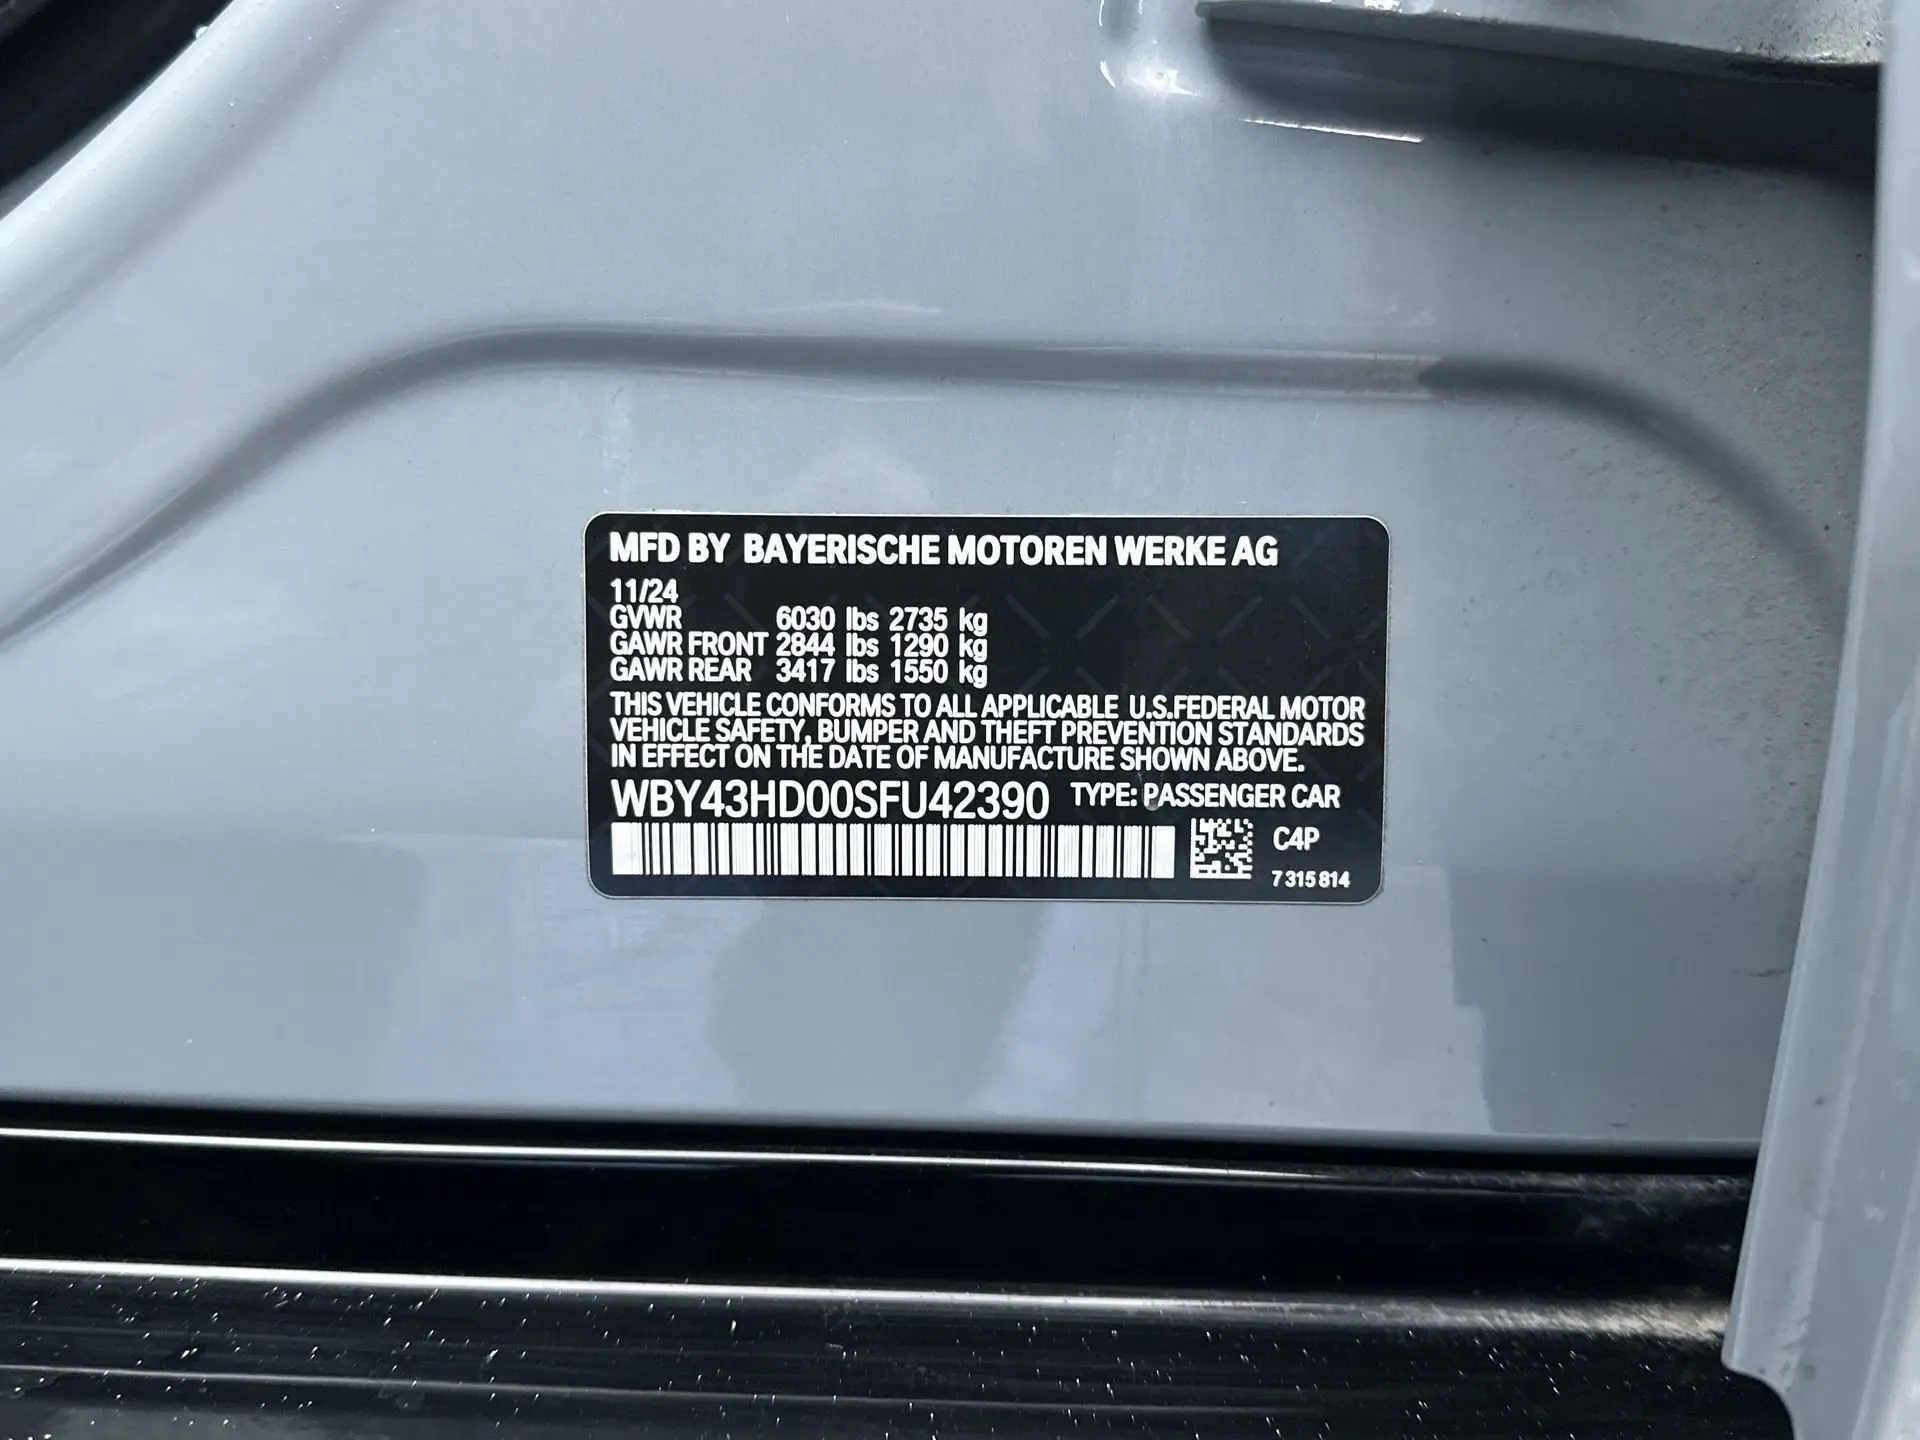 MFD BY BAYERISCHE MOTOREN WERKE AG
11/24
GVWR 6030 lbs 2735 kg
GAWR FRONT 2844 lbs 1290 kg
GAWR REAR 3417 lbs 1550 kg
THIS VEHICLE CONFORMS TO ALL APPLICABLE U.S.FEDERAL MOTOR
VEHICLE SAFETY, BUMPER AND THEFT PREVENTION STANDARDS
IN EFFECT ON THE DATE OF MANUFACTURE SHOWN ABOVE.
WBY43HD00SFU42390 TYPE: PASSENGER CAR
C4P
7 315 814